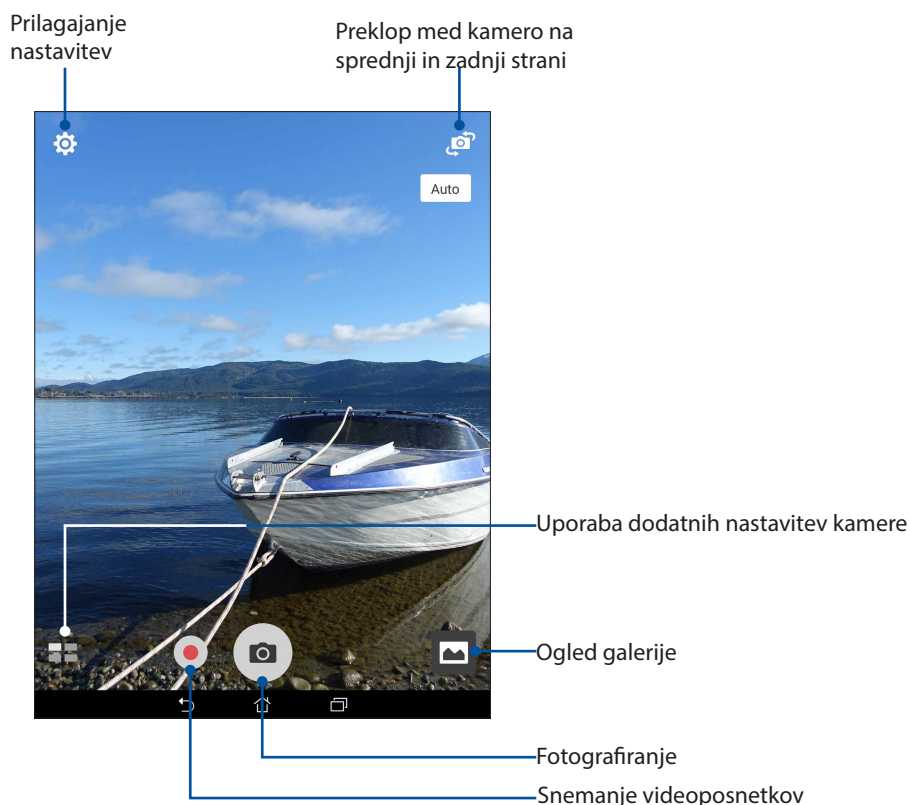 Prilagajanje
nastavitev
Preklop med kamero na
sprednji in zadnji strani
Auto
Uporaba dodatnih nastavitev kamere
Ogled galerije
Fotografiranje
Snemanje videoposnetkov